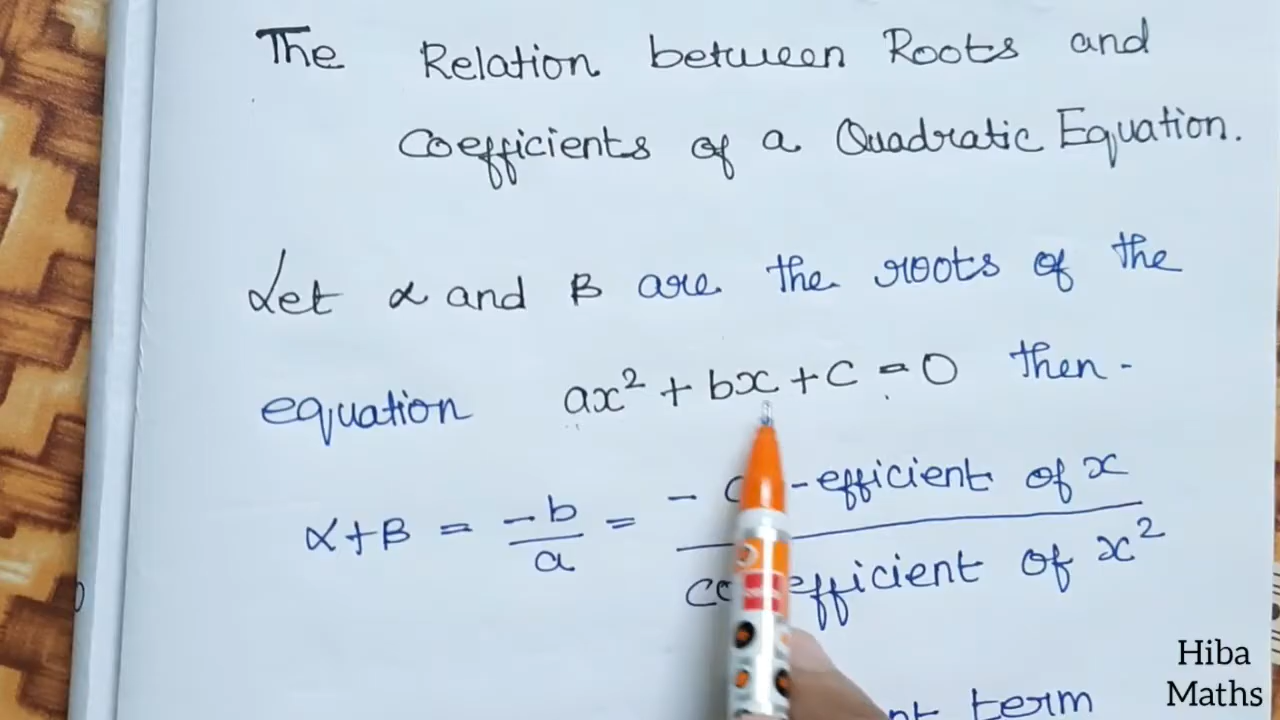 The Relation between Roots and
Coefficients of a Quadratic Equation.
Let α and β are the roots of the
equation ax² + bx + c = 0 then -
α+β = -b/a = - -efficient of x / efficient of x²
term
Hiba
Maths